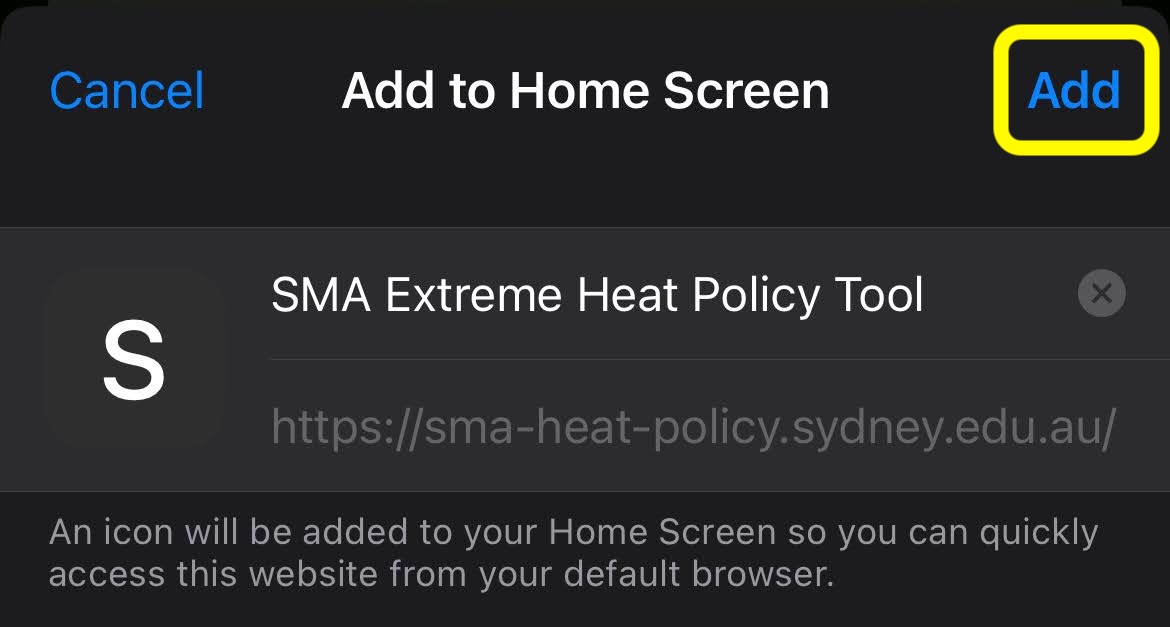 Cancel Add to Home Screen Add
SMA Extreme Heat Policy Tool
S
https://sma-heat-policy.sydney.edu.au/
An icon will be added to your Home Screen so you can quickly
access this website from your default browser.